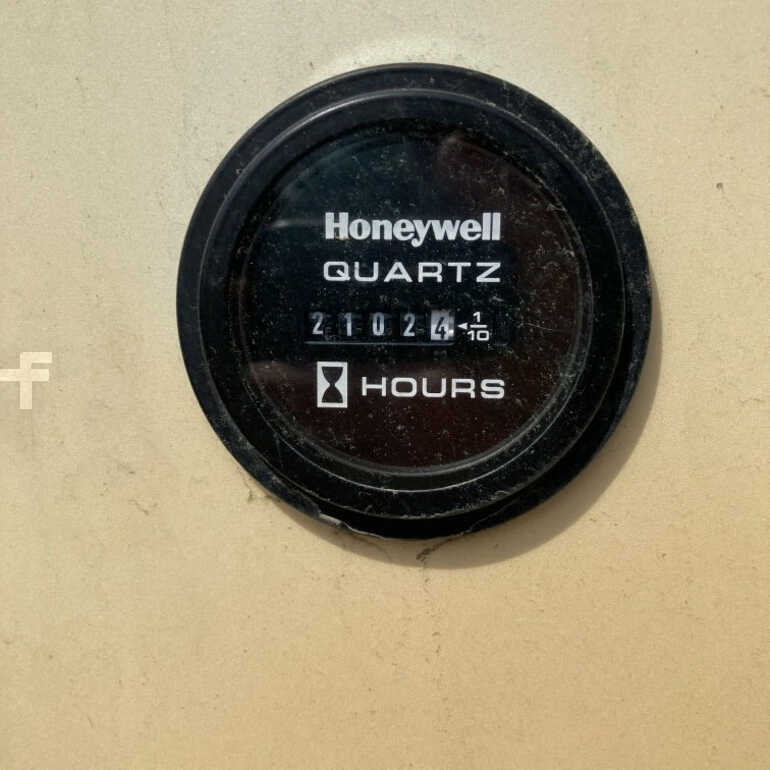 Honeywell
QUARTZ
21024 ◄ 1/10
HOURS